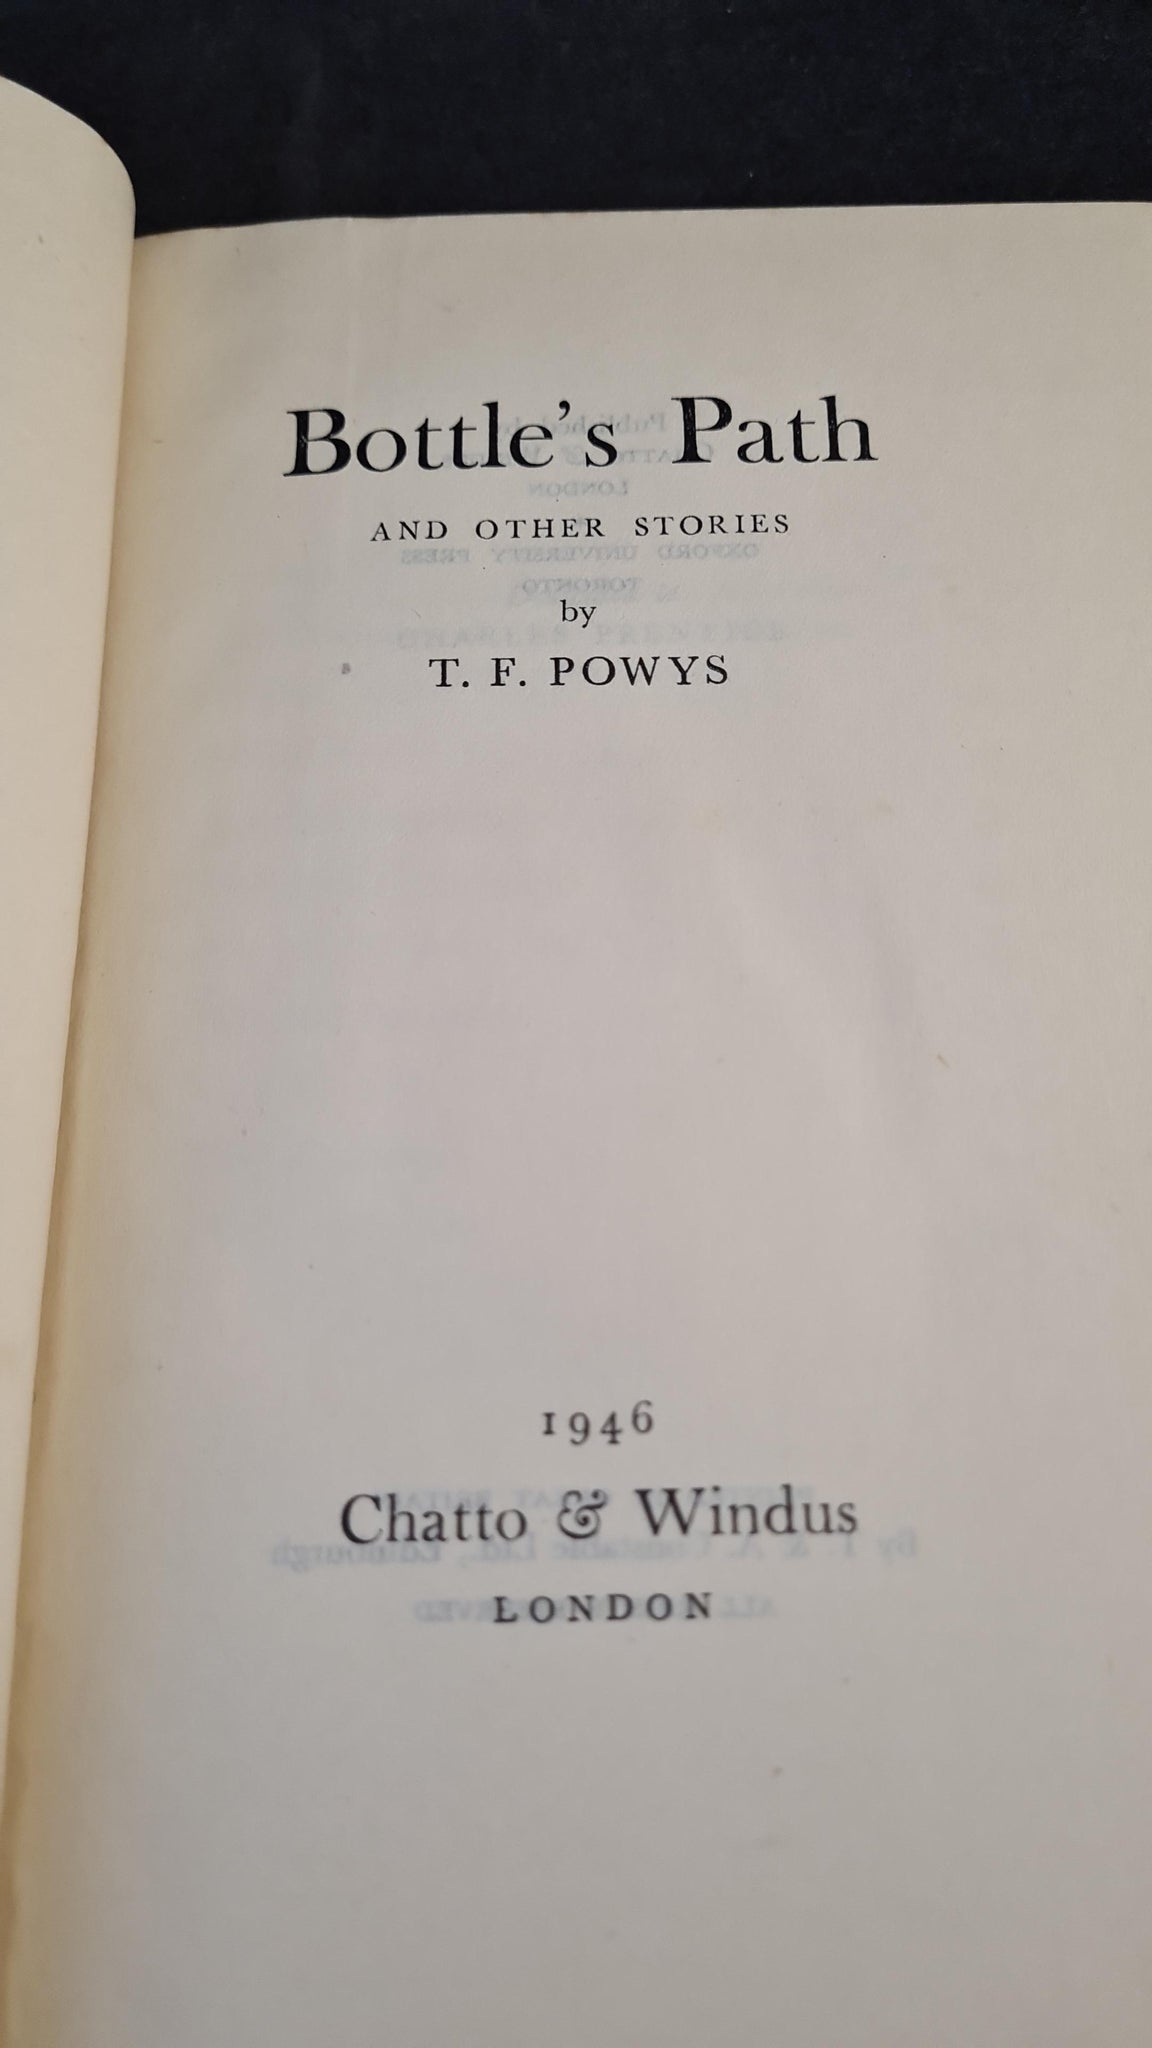 Bottle's Path
AND OTHER STORIES
by
T. F. POWYS
1946
Chatto & Windus
LONDON